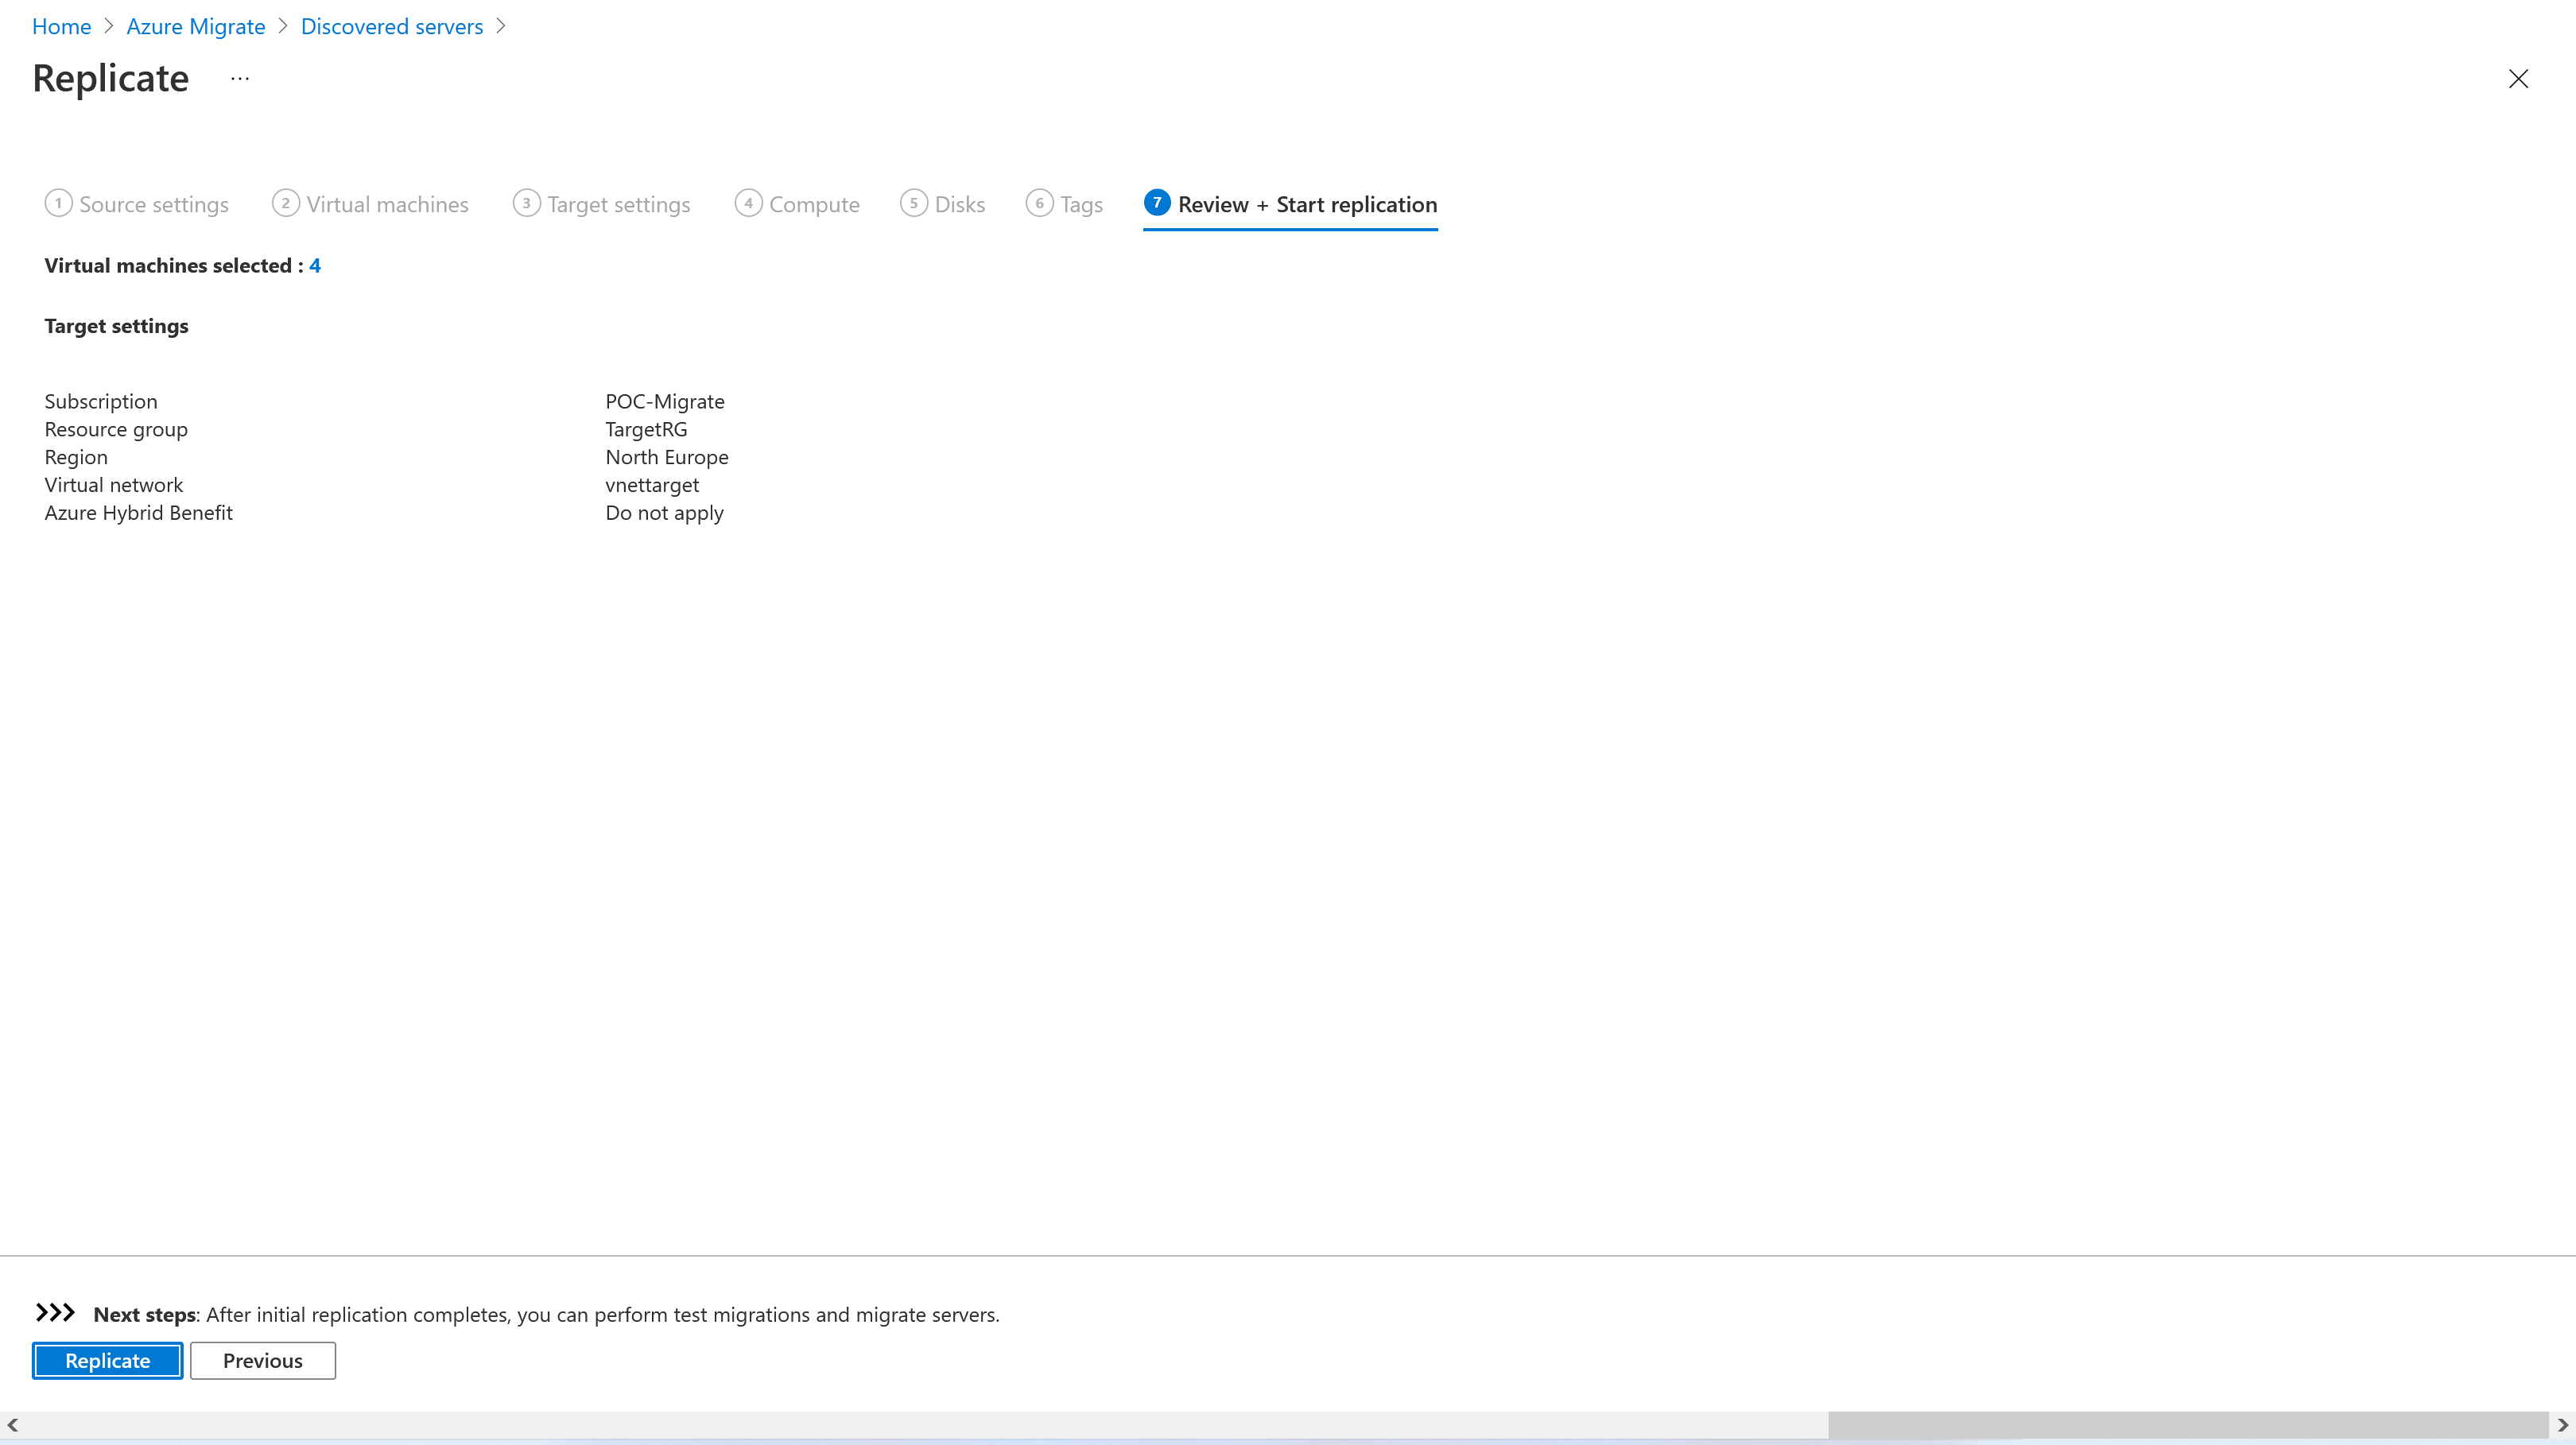 Home > Azure Migrate > Discovered servers >
Replicate ...
1 Source settings 2 Virtual machines 3 Target settings 4 Compute 5 Disks 6 Tags 7 Review + Start replication
Virtual machines selected : 4
Target settings
Subscription POC-Migrate
Resource group TargetRG
Region North Europe
Virtual network vnettarget
Azure Hybrid Benefit Do not apply
Next steps: After initial replication completes, you can perform test migrations and migrate servers.
Replicate Previous